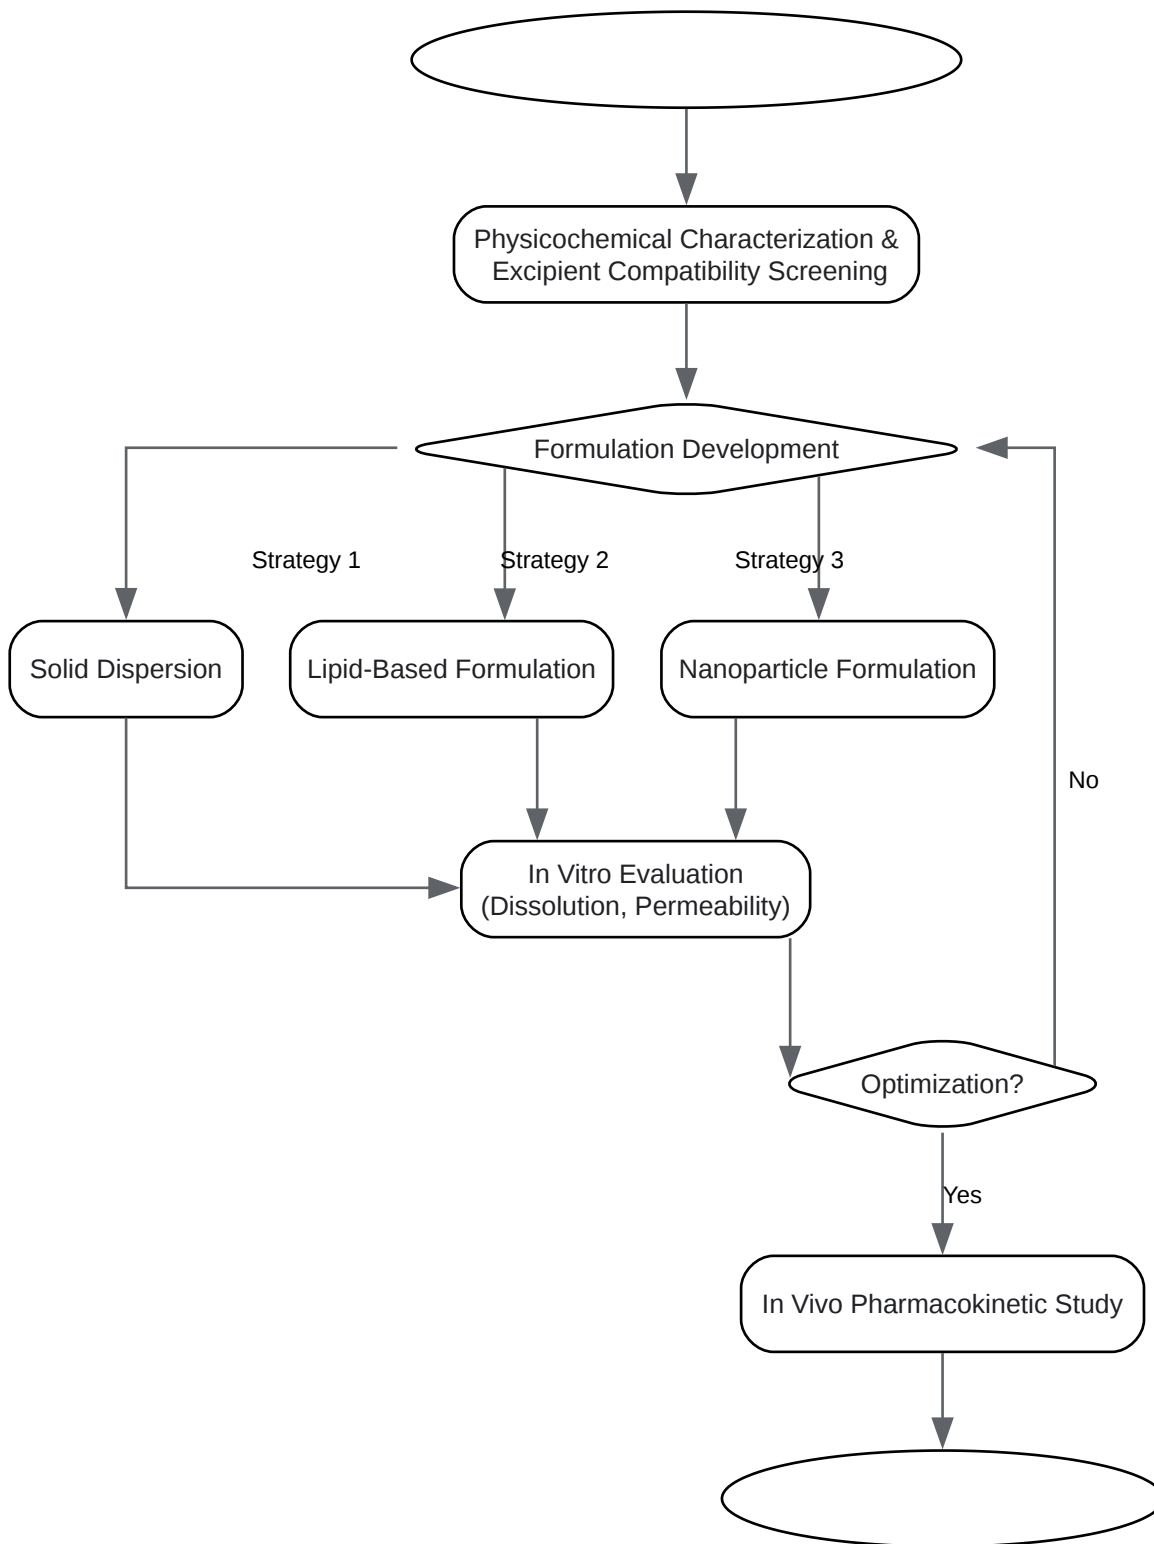 Physicochemical Characterization &
Excipient Compatibility Screening
Formulation Development
Strategy 1
Strategy 2
Strategy 3
Solid Dispersion
Lipid-Based Formulation
Nanoparticle Formulation
No
In Vitro Evaluation
(Dissolution, Permeability)
Optimization?
Yes
In Vivo Pharmacokinetic Study